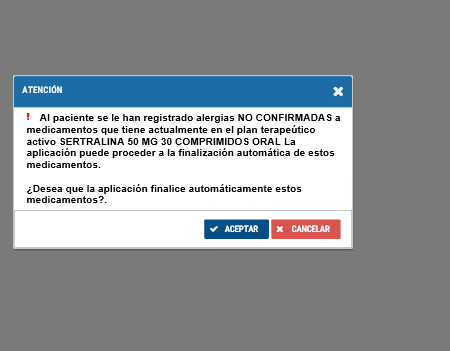 ATENCIÓN
! Al paciente se le han registrado alergias NO CONFIRMADAS a
medicamentos que tiene actualmente en el plan terapeútico
activo SERTRALINA 50 MG 30 COMPRIMIDOS ORAL La
aplicación puede proceder a la finalización automática de estos
medicamentos.
¿Desea que la aplicación finalice automáticamente estos
medicamentos?.
ACEPTAR CANCELAR